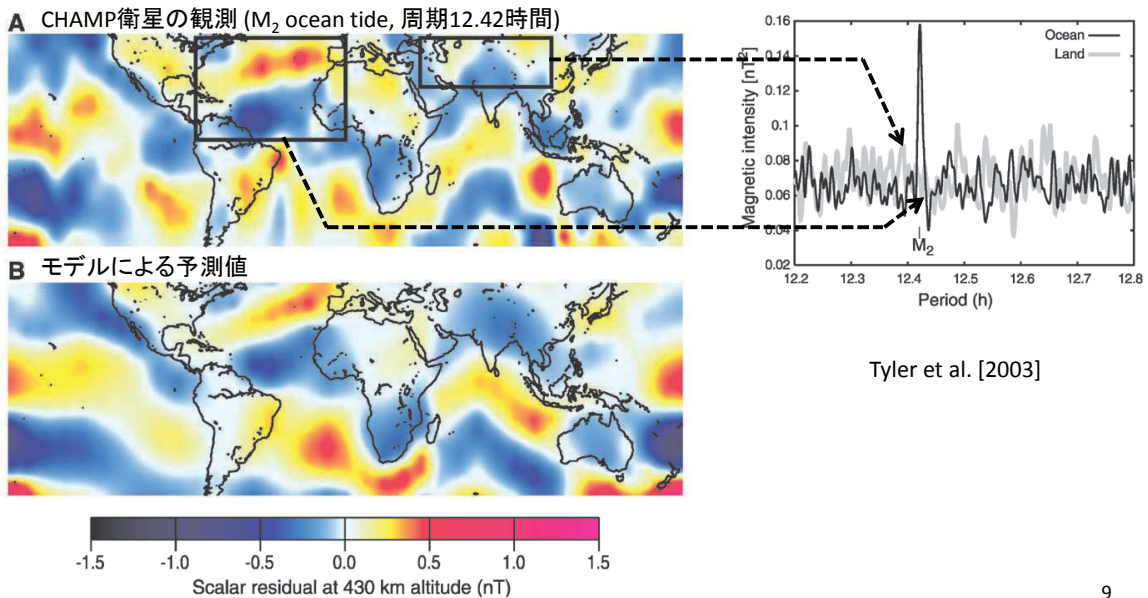 A CHAMP衛星の観測 (M₂ ocean tide, 周期12.42時間)
B モデルによる予測値
-1.5 -1.0 -0.5 0.0 0.5 1.0 1.5
Scalar residual at 430 km altitude (nT)
Magnetic intensity [nT²]
0.16
0.14
0.12
0.10
0.08
0.06
0.04
0.02
Ocean
Land
M₂
12.2 12.3 12.4 12.5 12.6 12.7 12.8
Period (h)
Tyler et al. [2003]
9